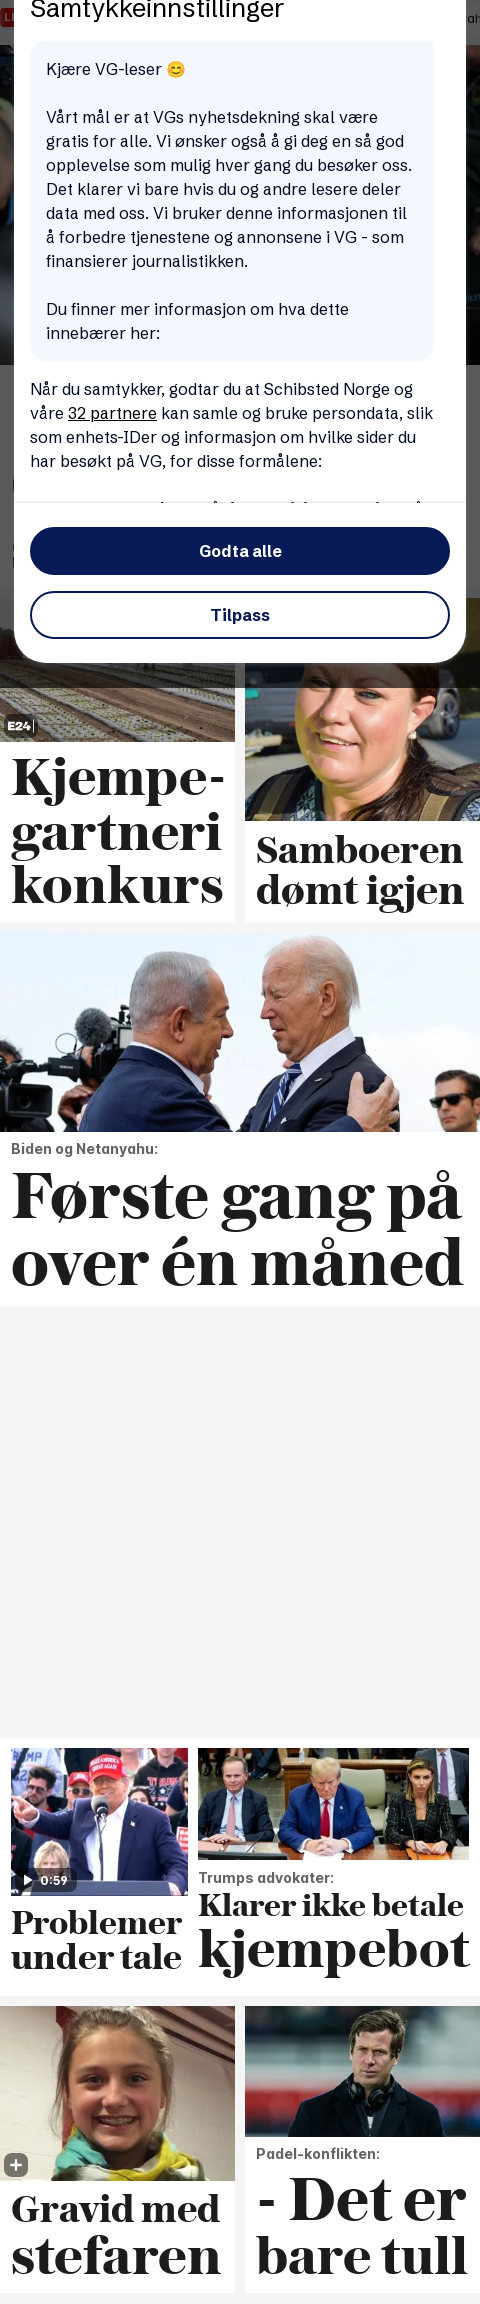 Samtykkeinnstillinger
Kjære VG-leser 😊
Vårt mål er at VGs nyhetsdekning skal være
gratis for alle. Vi ønsker også å gi deg en så god
opplevelse som mulig hver gang du besøker oss.
Det klarer vi bare hvis du og andre lesere deler
data med oss. Vi bruker denne informasjonen til
å forbedre tjenestene og annonsene i VG - som
finansierer journalistikken.
Du finner mer informasjon om hva dette
innebærer her:
Når du samtykker, godtar du at Schibsted Norge og
våre 32 partnere kan samle og bruke persondata, slik
som enhets-IDer og informasjon om hvilke sider du
har besøkt på VG, for disse formålene:
Godta alle
Tilpass
E24
Kjempe-
gartneri
konkurs
Samboeren
dømt igjen
Biden og Netanyahu:
Første gang på
over én måned
0:59
Problemer
under tale
Trumps advokater:
Klarer ikke betale
kjempebot
Gravid med
stefaren
Padel-konflikten:
- Det er
bare tull